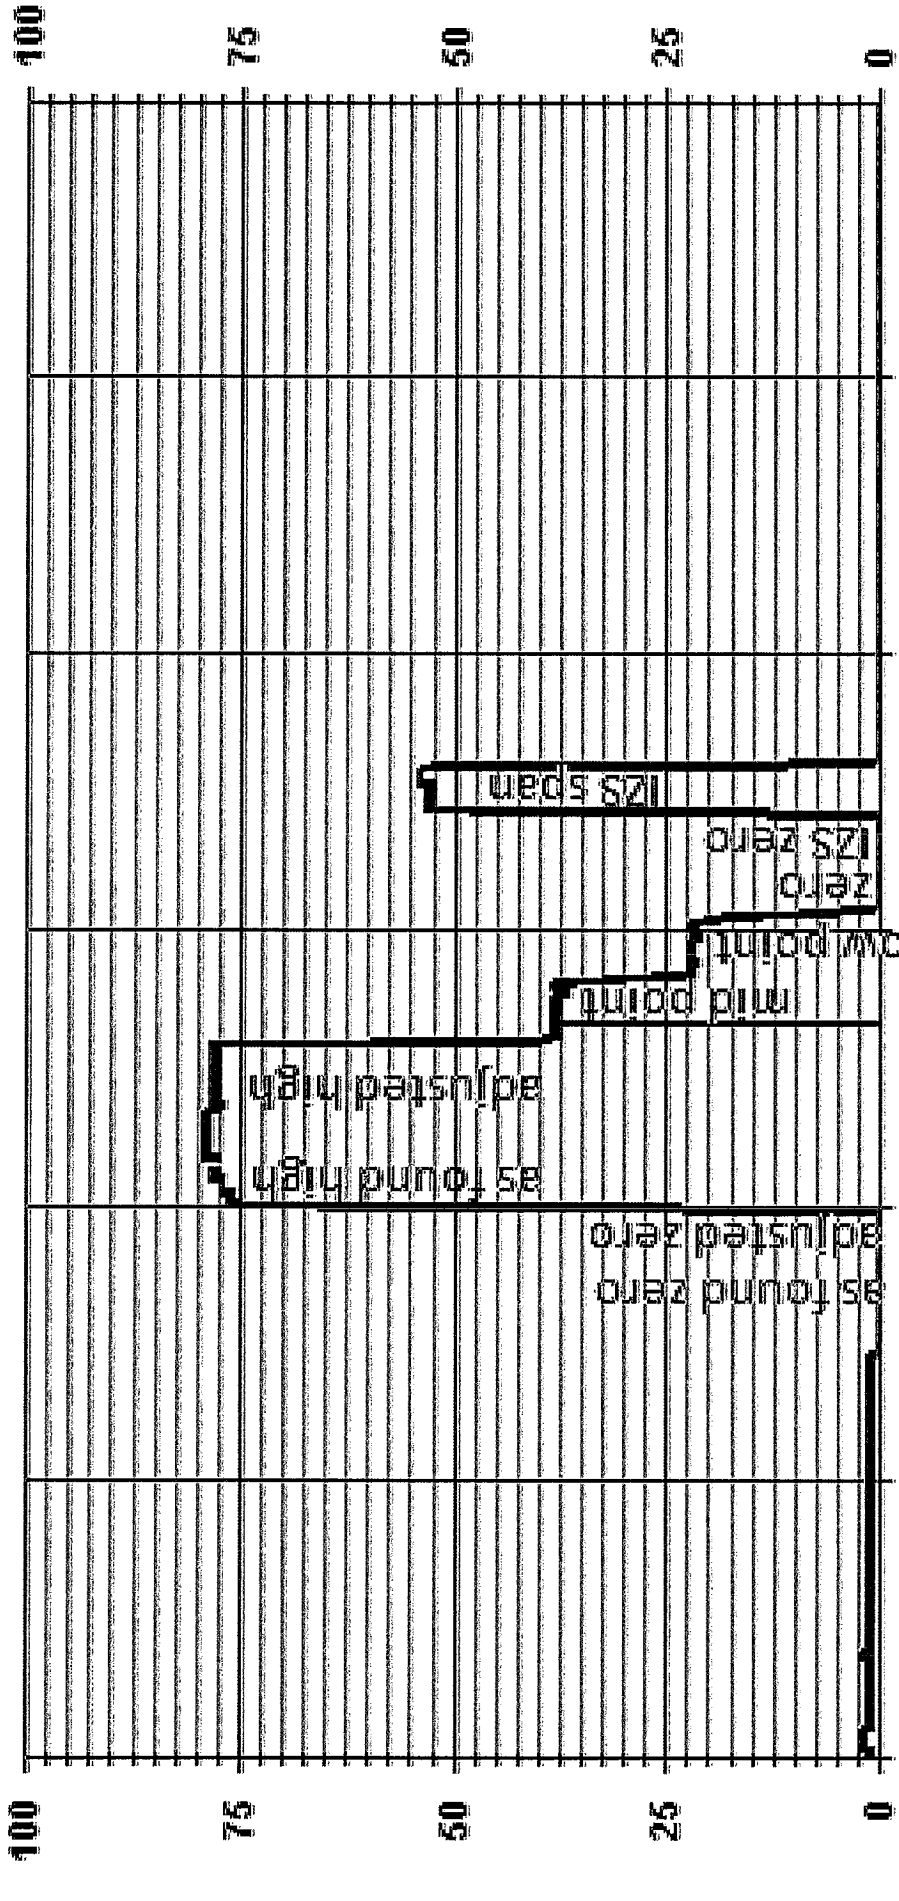 100
75
50
25
0
as found zero
adjusted zero
as found high
adjusted high
mid point
ow point
zero
IZS zero
IZS span
100
75
50
25
0